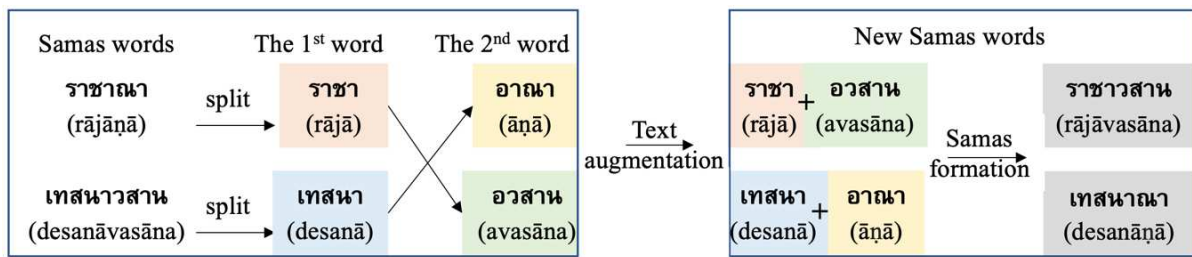 Samas words The 1st word The 2nd word
ราชาณา split ราชา อาณา
(rājāṇā) (rājā) (āṇā)
เทสนาวสาน split เทสนา อวสาน
(desanāvasāna) (desanā) (avasāna)
Text
augmentation
New Samas words
ราชา + อวสาน ราชาวสาน
(rājā) (avasāna) Samas (rājāvasāna)
formation
เทสนา + อาณา เทสนาณา
(desanā) (āṇā) (desanāṇā)